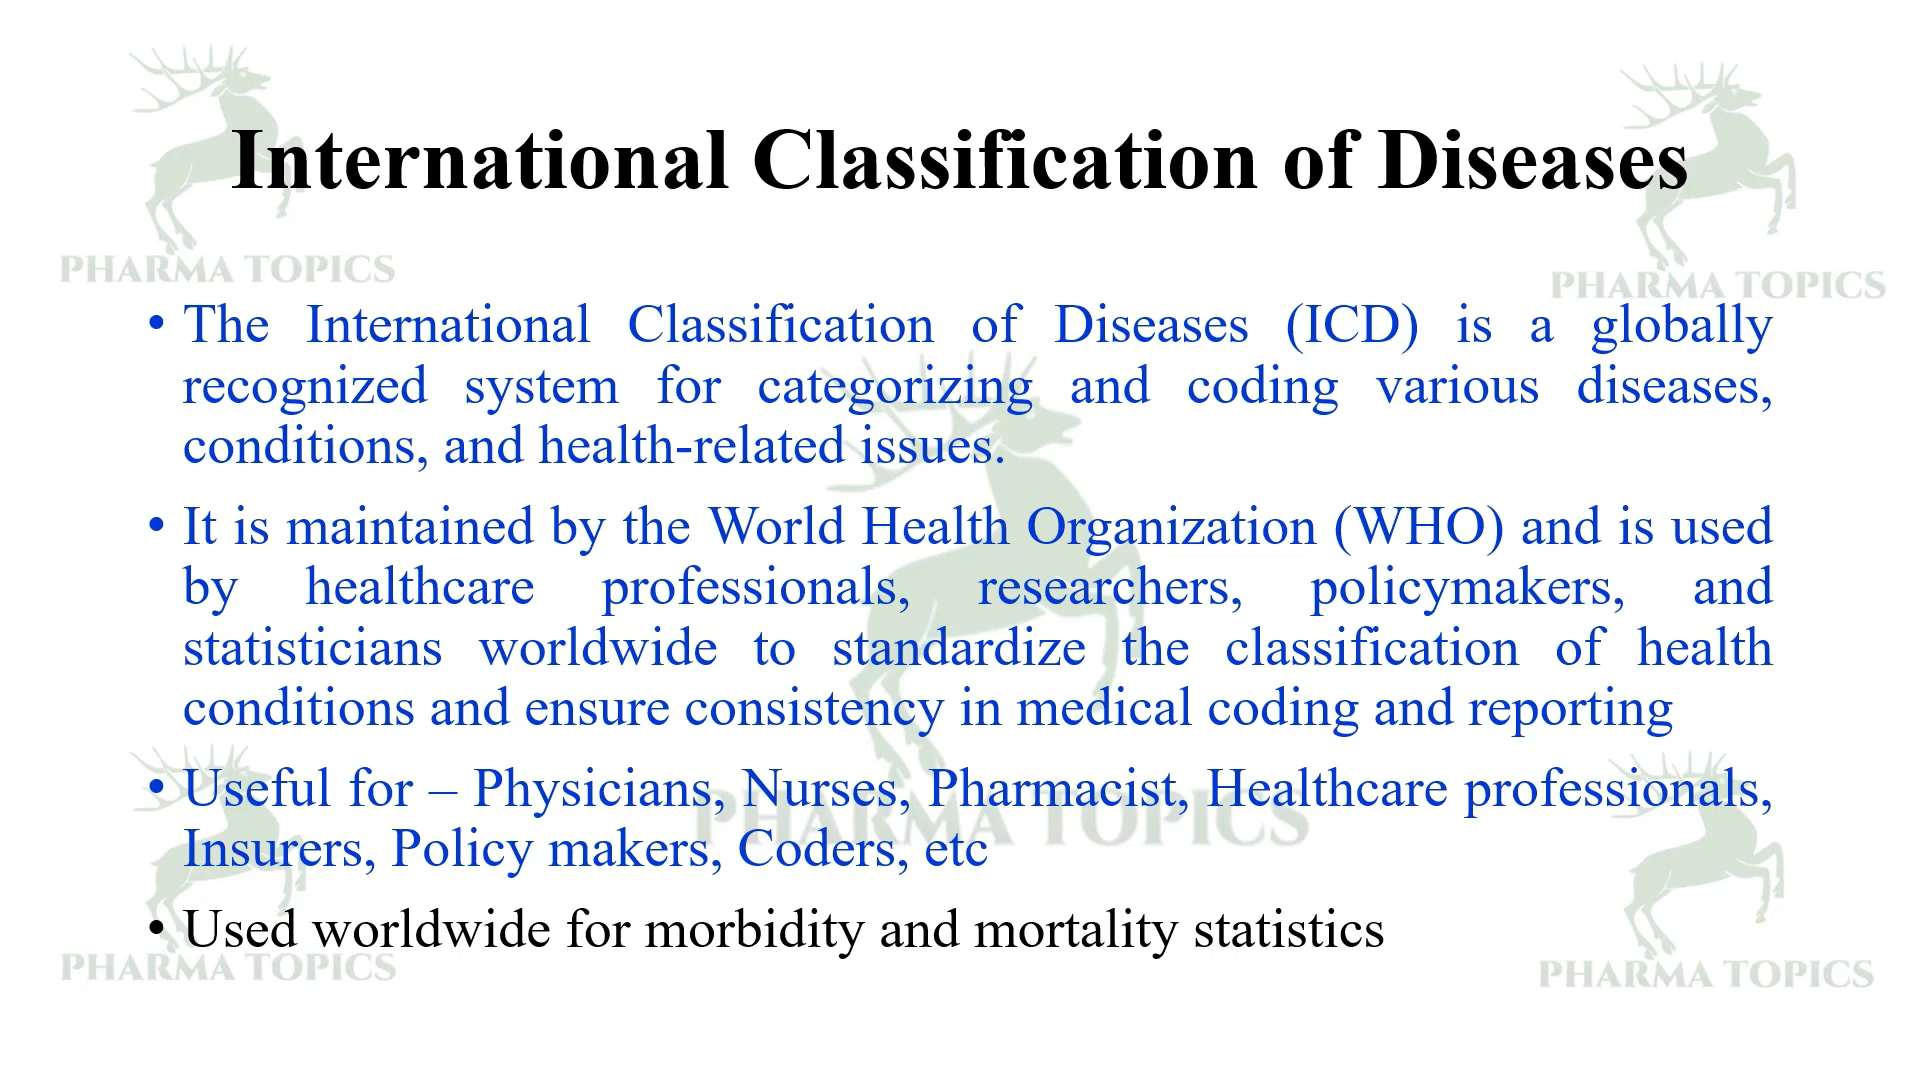 International Classification of Diseases
PHARMA TOPICS
PHARMA TOPICS
• The International Classification of Diseases (ICD) is a globally
recognized system for categorizing and coding various diseases,
conditions, and health-related issues.
• It is maintained by the World Health Organization (WHO) and is used
by healthcare professionals, researchers, policymakers, and
statisticians worldwide to standardize the classification of health
conditions and ensure consistency in medical coding and reporting
• Useful for – Physicians, Nurses, Pharmacist, Healthcare professionals,
PHARMA TOPICS
Insurers, Policy makers, Coders, etc
• Used worldwide for morbidity and mortality statistics
PHARMA TOPICS
PHARMA TOPICS